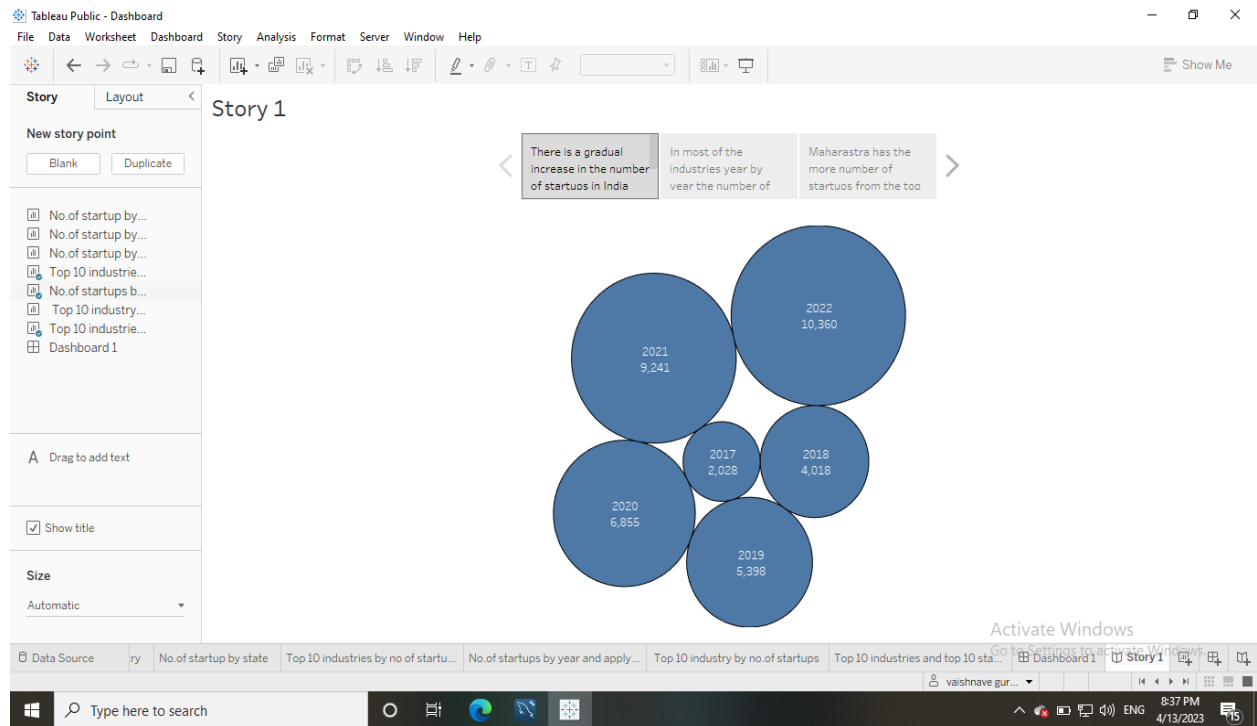 Tableau Public - Dashboard
File Data Worksheet Dashboard Story Analysis Format Server Window Help
Show Me
Story Layout
Story 1
New story point
Blank Duplicate
There is a gradual
increase in the number
of startups in India
In most of the
industries year by
year the number of
Maharastra has the
more number of
startups from the top
No.of startup by...
No.of startup by...
No.of startup by...
Top 10 industrie...
No.of startups b...
Top 10 industry...
Top 10 industrie...
Dashboard 1
2022
10,360
2021
9,241
2017
2,028
2018
4,018
2020
6,855
2019
5,398
A Drag to add text
Show title
Size
Automatic
Activate Windows
Go to Settings to activate Windows.
Data Source ry No.of startup by state Top 10 industries by no of startu... No.of startups by year and apply... Top 10 industry by no.of startups Top 10 industries and top 10 sta... Dashboard 1 Story 1
vaishnave gur...
Type here to search
ENG
8:37 PM
4/13/2023
15